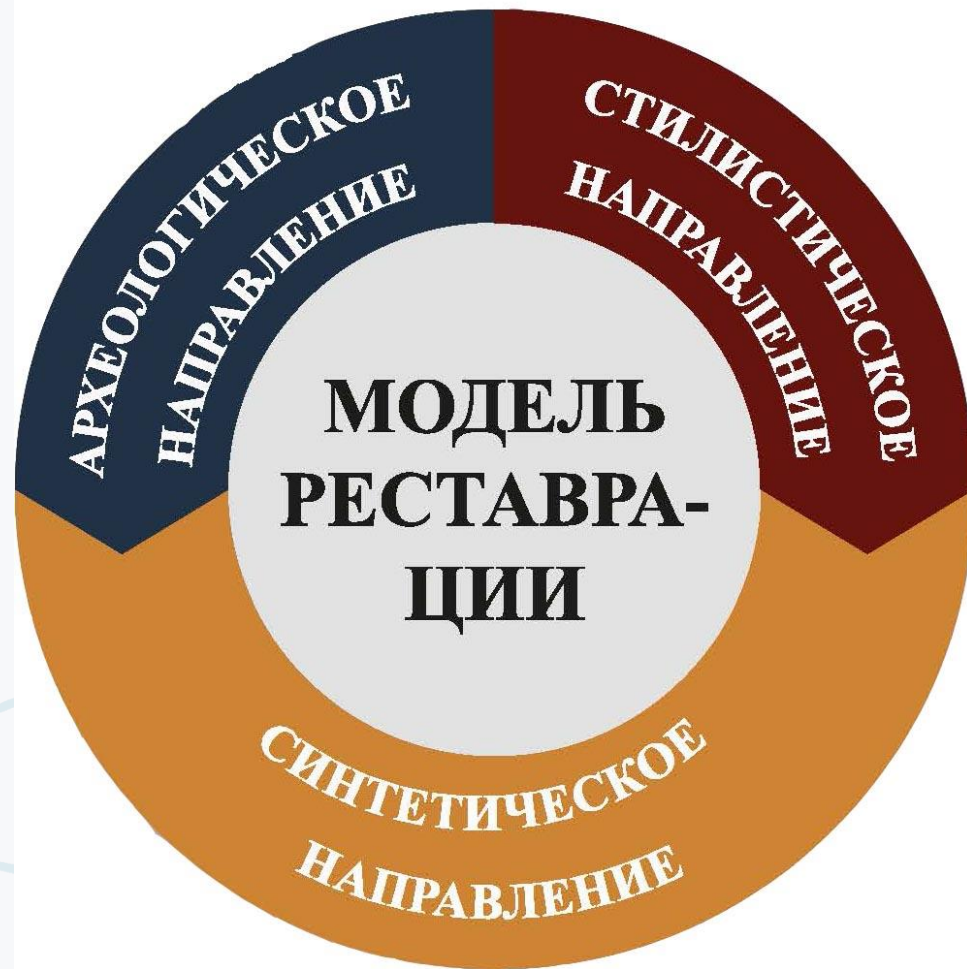 АРХЕОЛОГИЧЕСКОЕ
НАПРАВЛЕНИЕ
СТИЛИСТИЧЕСКОЕ
НАПРАВЛЕНИЕ
МОДЕЛЬ
РЕСТАВРА-
ЦИИ
СИНТЕТИЧЕСКОЕ
НАПРАВЛЕНИЕ